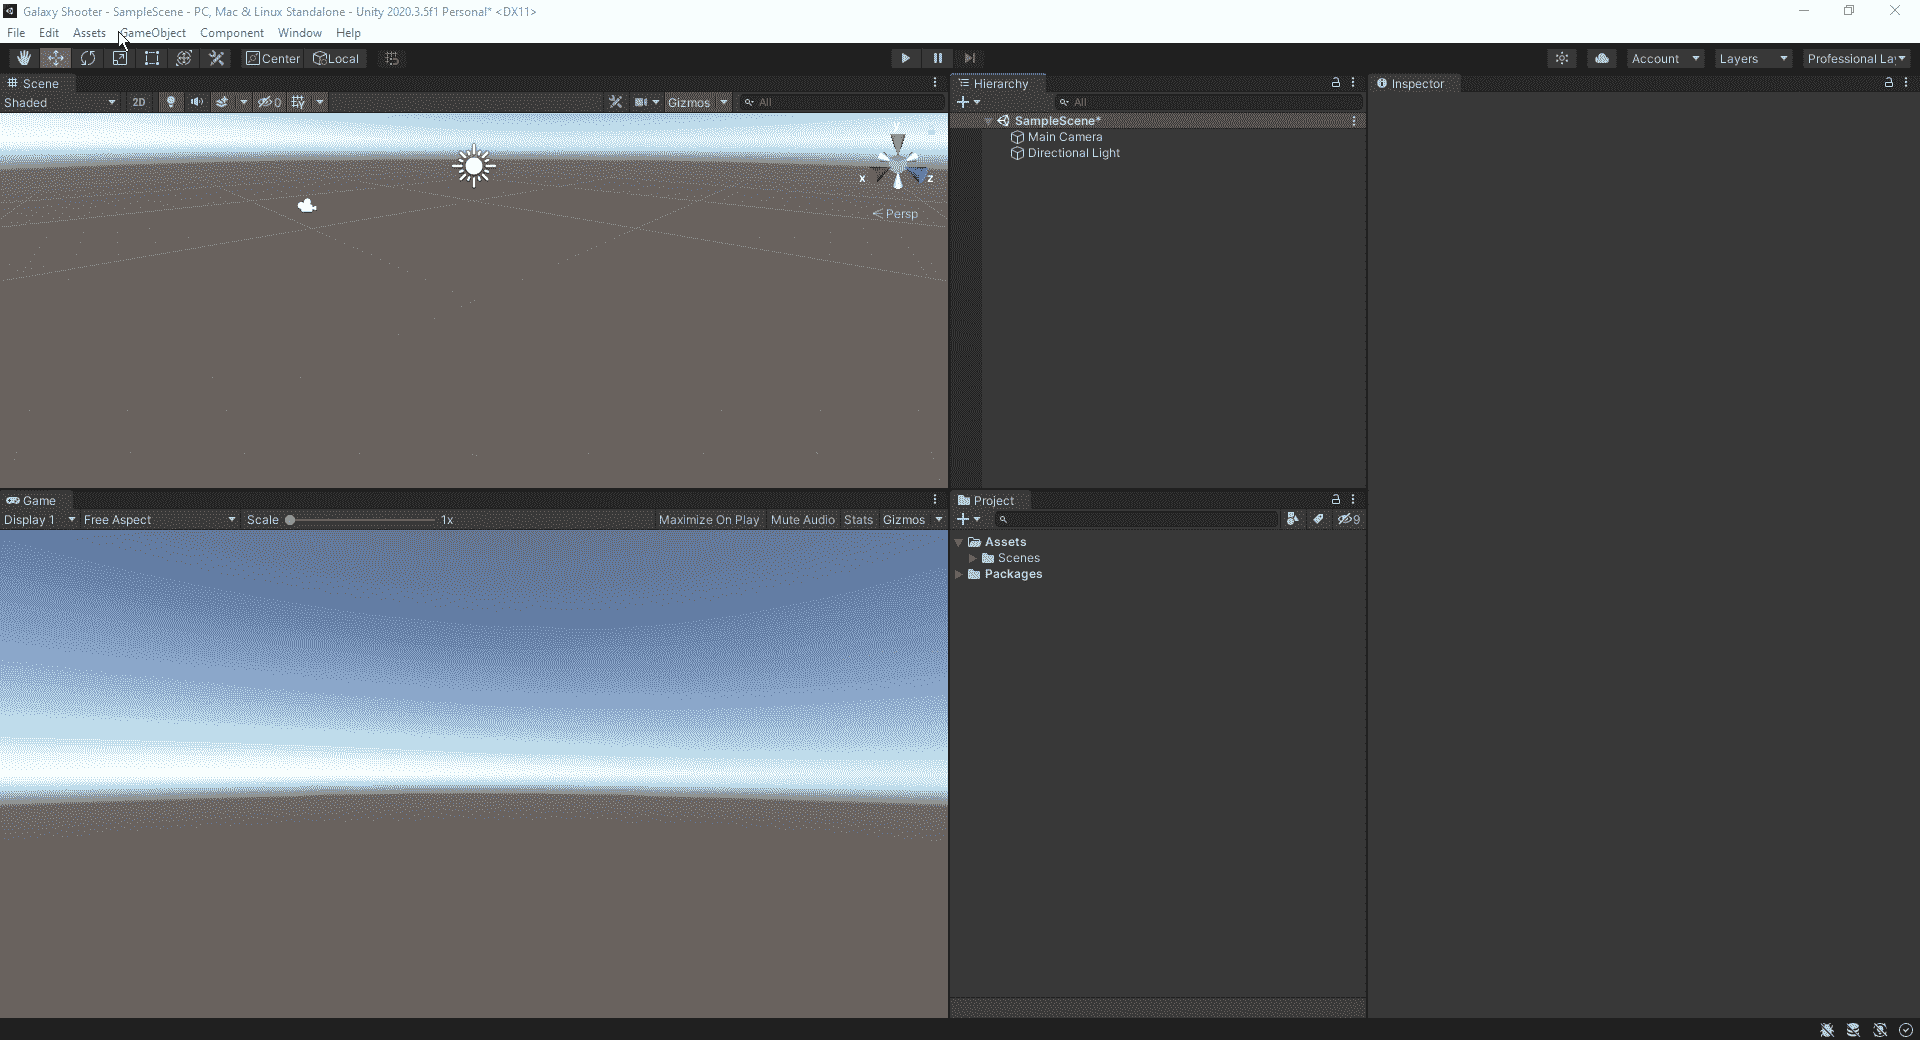 Galaxy Shooter - SampleScene - PC, Mac & Linux Standalone - Unity 2020.3.5f1 Personal* <DX11>
File Edit Assets GameObject Component Window Help
Center Local Account Layers Professional La
Scene
Shaded 2D 0 Gizmos All
y
x z
Persp
Hierarchy
All
SampleScene*
Main Camera
Directional Light
Inspector
Game
Display 1 Free Aspect Scale 1x Maximize On Play Mute Audio Stats Gizmos
Project
9
Assets
Scenes
Packages